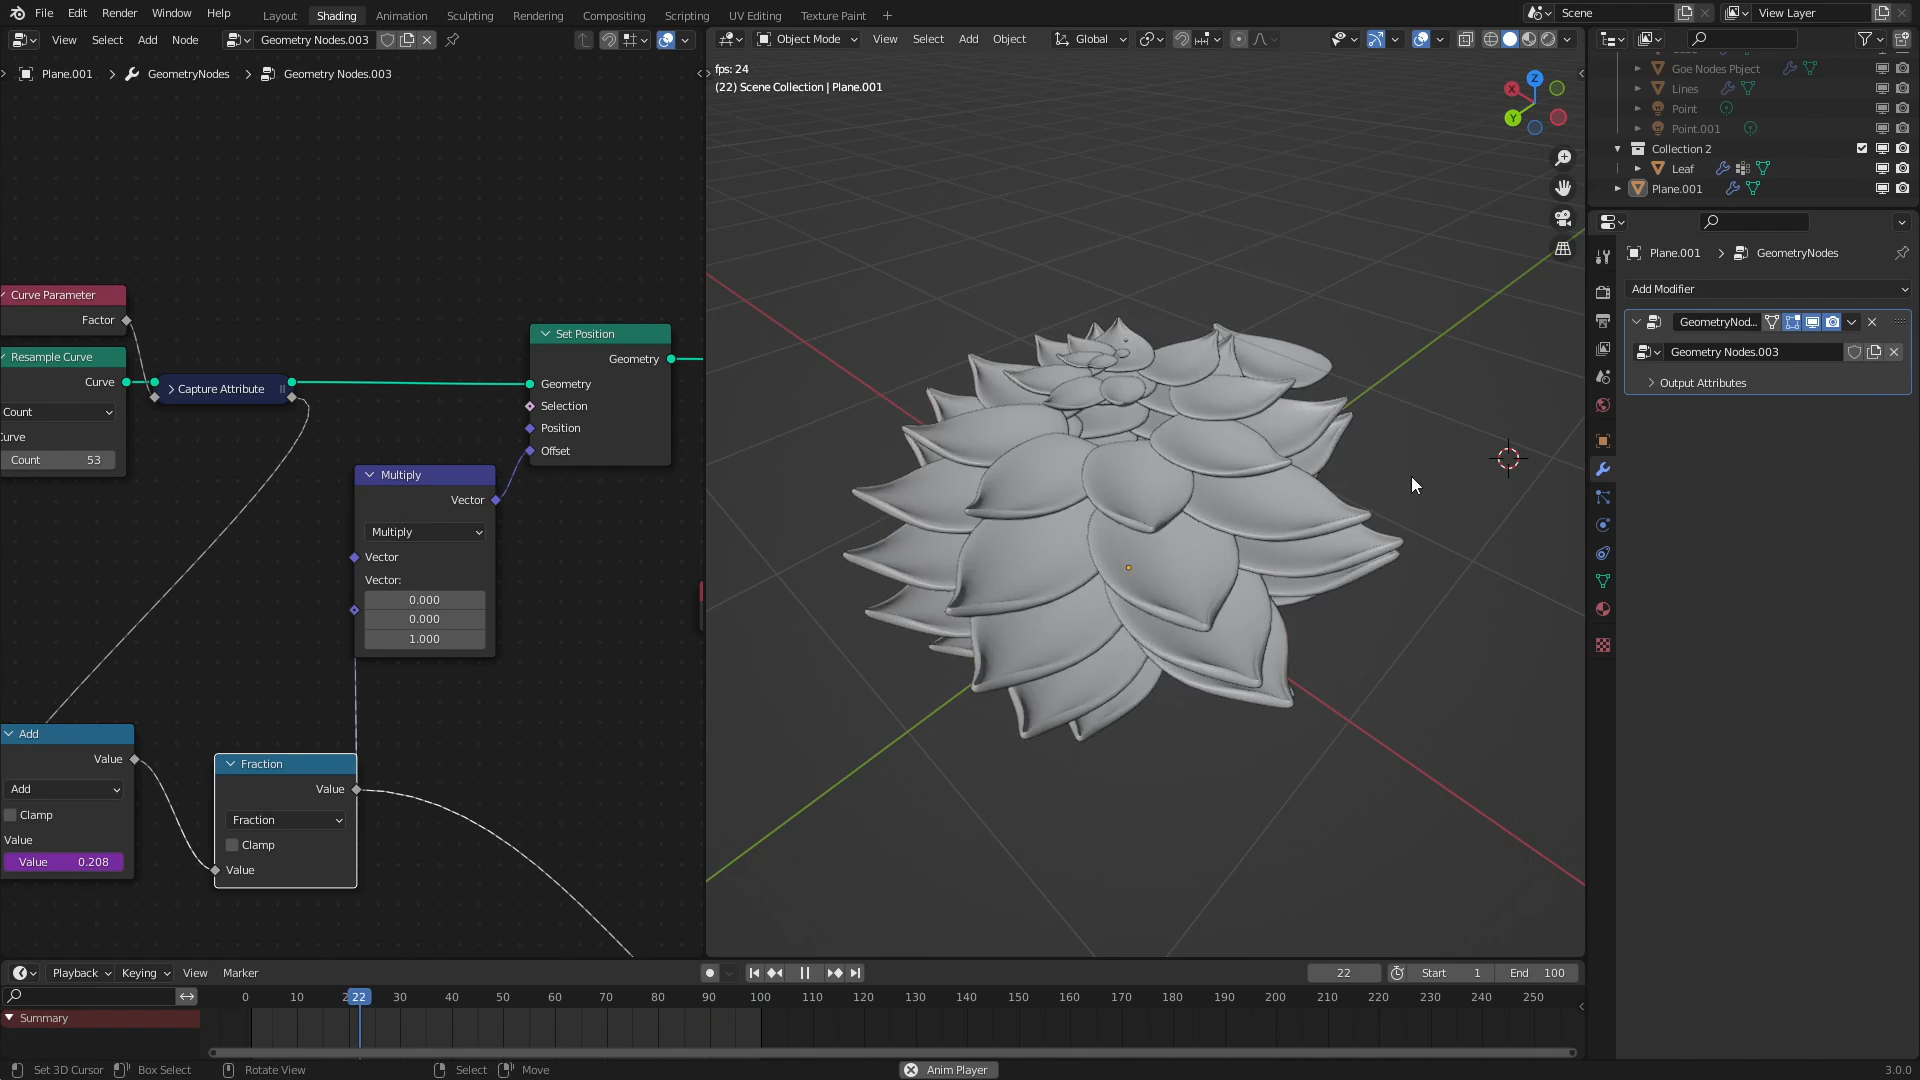 File Edit Render Window Help
Layout Shading Animation Sculpting Rendering Compositing Scripting UV Editing Texture Paint +
Scene
View Layer
View Select Add Node
Geometry Nodes.003
Plane.001 > GeometryNodes > Geometry Nodes.003
Object Mode View Select Add Object
Global
fps: 24
(22) Scene Collection | Plane.001
Z
X
Y
Goe Nodes Pbject
Lines
Point
Point.001
Collection 2
Leaf
Plane.001
Plane.001 > GeometryNodes
Add Modifier
GeometryNod...
Geometry Nodes.003
Output Attributes
Curve Parameter
Factor
Resample Curve
Curve
Count
Curve
Count 53
Capture Attribute
Set Position
Geometry
Geometry
Selection
Position
Offset
Multiply
Vector
Multiply
Vector
Vector:
0.000
0.000
1.000
Add
Value
Add
Clamp
Value
Value 0.208
Fraction
Value
Fraction
Clamp
Value
Playback Keying View Marker
22
Start 1
End 100
0 10 22 30 40 50 60 70 80 90 100 110 120 130 140 150 160 170 180 190 200 210 220 230 240 250
Summary
Set 3D Cursor Box Select Rotate View Select Move
Anim Player
3.0.0